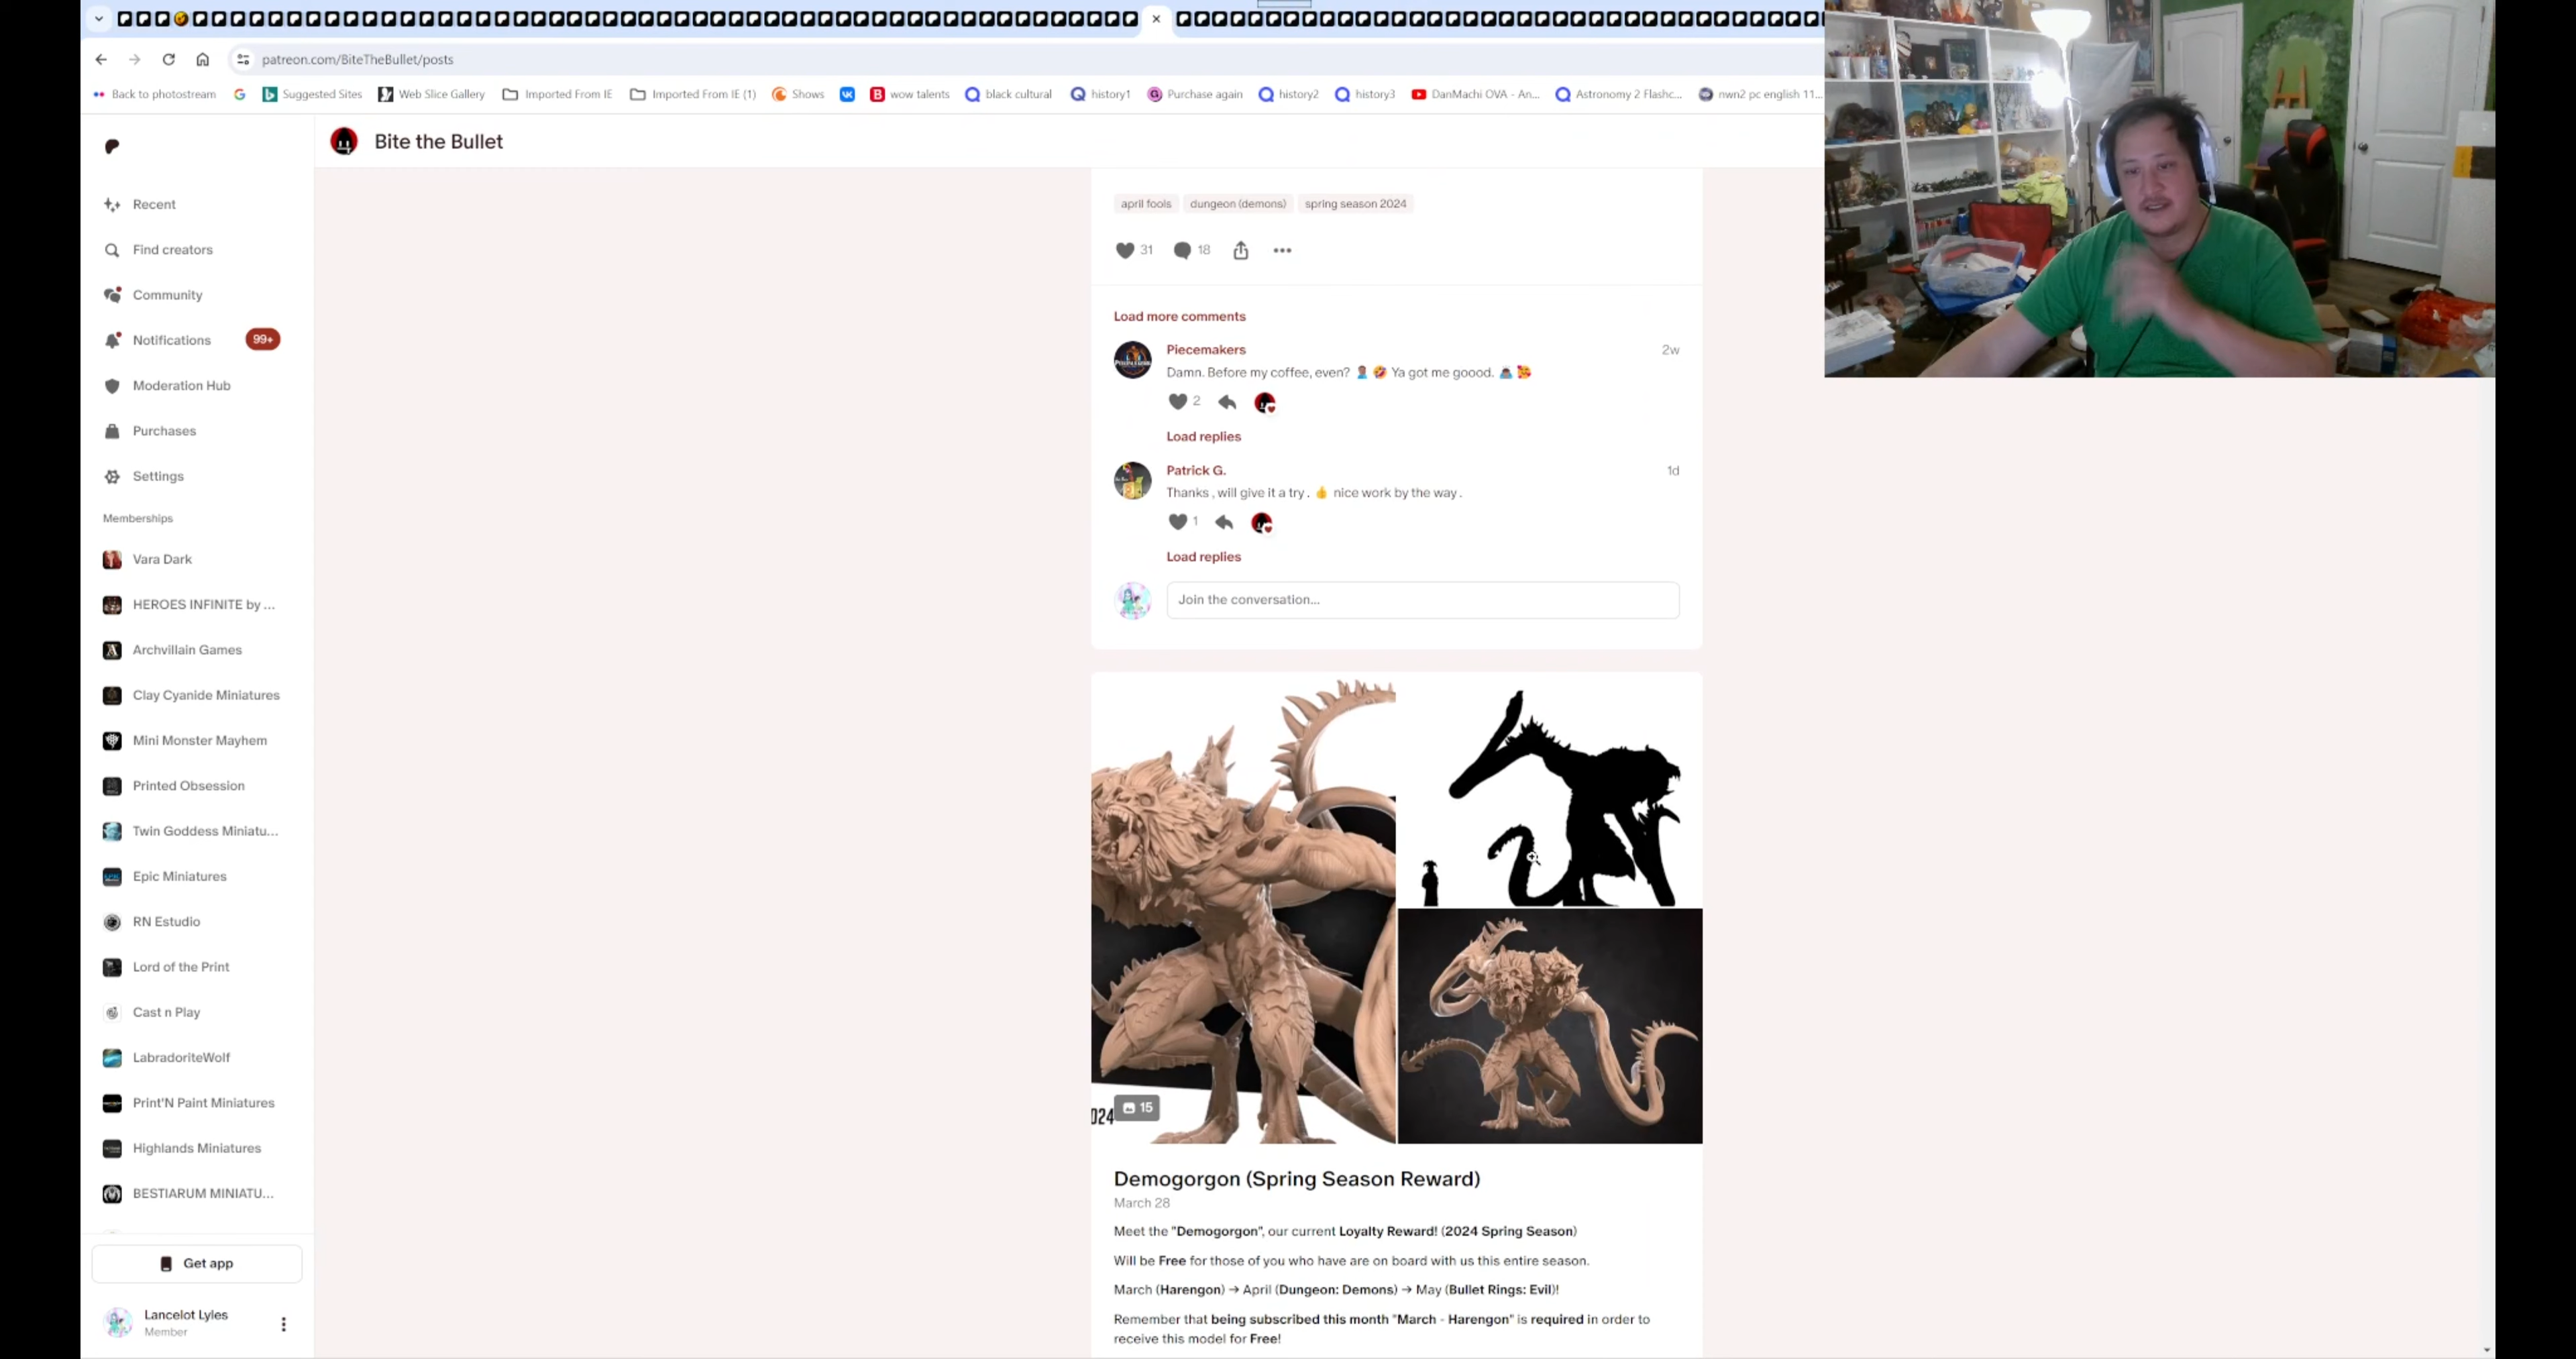 patreon.com/BiteTheBullet/posts
Back to photostream
Suggested Sites
Web Slice Gallery
Imported From IE
Imported From IE (1)
Shows
wow talents
black cultural
history1
Purchase again
history2
history3
DanMachi OVA - An...
Astronomy 2 Flashc...
nwn2 pc english 11...
Bite the Bullet
Recent
Find creators
Community
Notifications 99+
Moderation Hub
Purchases
Settings
Memberships
Vara Dark
HEROES INFINITE by ...
Archvillain Games
Clay Cyanide Miniatures
Mini Monster Mayhem
Printed Obsession
Twin Goddess Miniatu...
Epic Miniatures
RN Estudio
Lord of the Print
Cast n Play
LabradoriteWolf
Print'N Paint Miniatures
Highlands Miniatures
BESTIARUM MINIATU...
Get app
Lancelot Lyles
Member
april fools dungeon (demons) spring season 2024
31 18
Load more comments
Piecemakers 2w
Damn. Before my coffee, even? 🤦🏽 🤣 Ya got me goood. 🙇🏽 🥰
2
Load replies
Patrick G. 1d
Thanks , will give it a try . 👍 nice work by the way .
1
Load replies
Join the conversation...
024
15
Demogorgon (Spring Season Reward)
March 28
Meet the "Demogorgon", our current Loyalty Reward! (2024 Spring Season)
Will be Free for those of you who have are on board with us this entire season.
March (Harengon) → April (Dungeon: Demons) → May (Bullet Rings: Evil)!
Remember that being subscribed this month "March - Harengon" is required in order to
receive this model for Free!